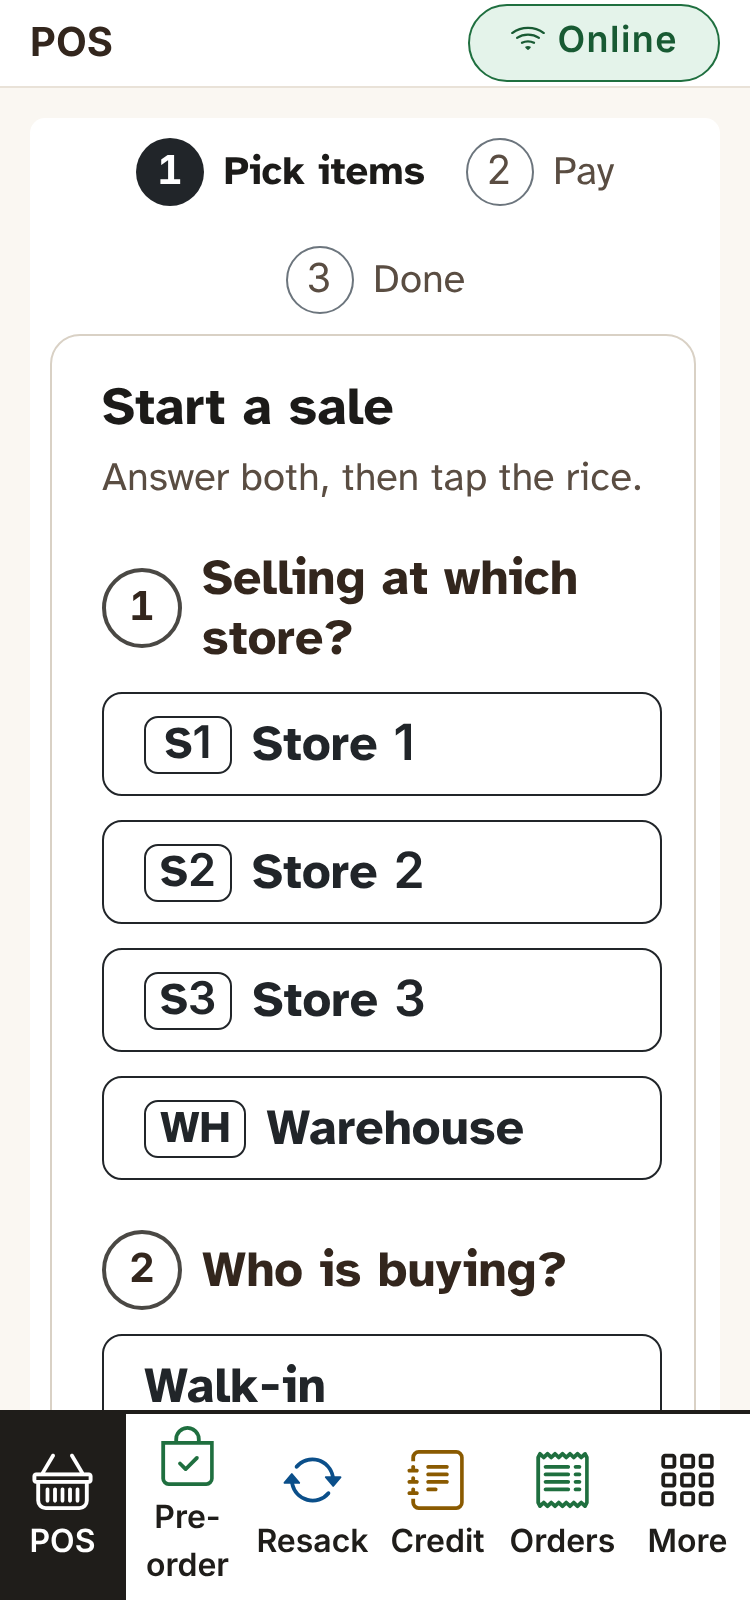 POS
Online
1 Pick items 2 Pay
3 Done
Start a sale
Answer both, then tap the rice.
1 Selling at which
store?
S1 Store 1
S2 Store 2
S3 Store 3
WH Warehouse
2 Who is buying?
Walk-in
POS
Pre-
order
Resack
Credit
Orders
More